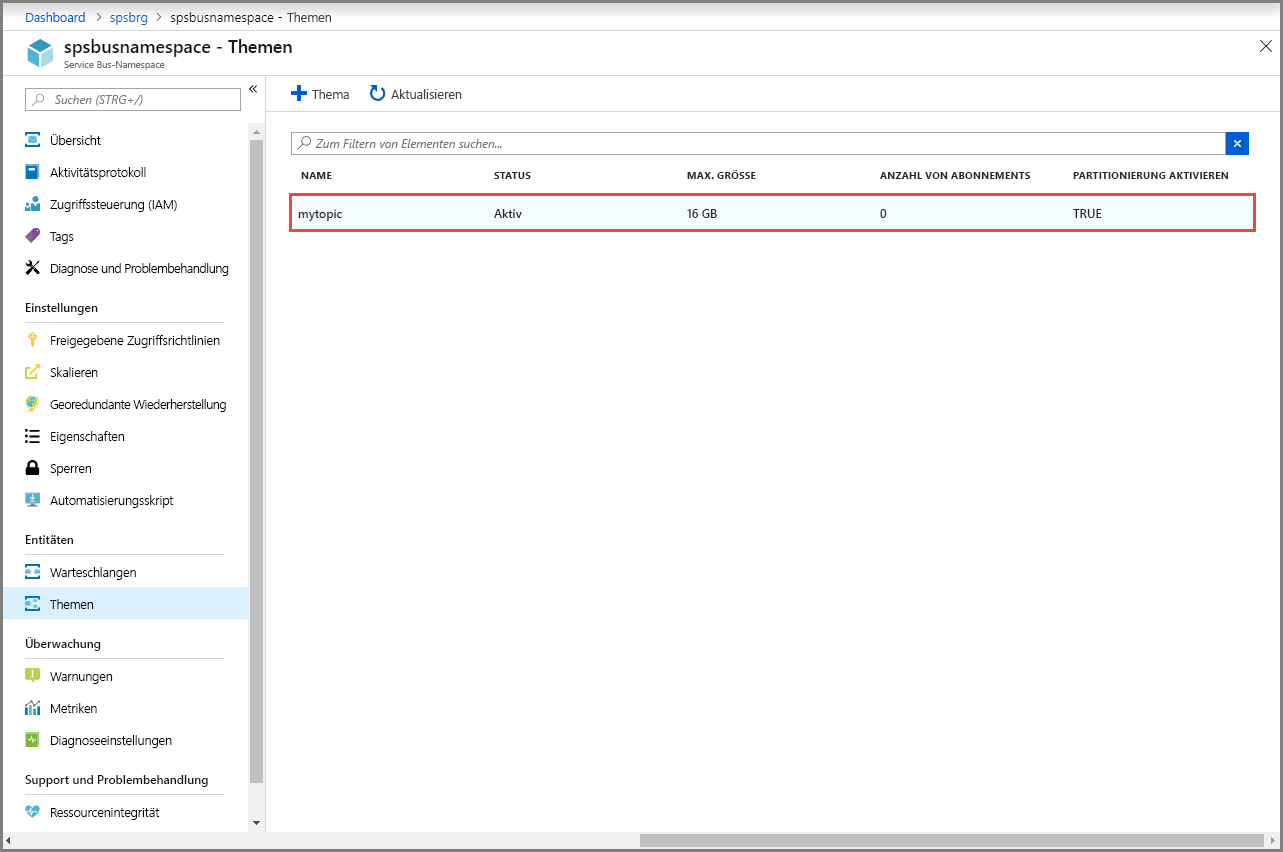 Dashboard > spsbrg > spsbusnamespace - Themen
spsbusnamespace - Themen
Service Bus-Namespace
Suchen (STRG+/)
«
Übersicht
Aktivitätsprotokoll
Zugriffssteuerung (IAM)
Tags
Diagnose und Problembehandlung
Einstellungen
Freigegebene Zugriffsrichtlinien
Skalieren
Georedundante Wiederherstellung
Eigenschaften
Sperren
Automatisierungsskript
Entitäten
Warteschlangen
Themen
Überwachung
Warnungen
Metriken
Diagnoseeinstellungen
Support und Problembehandlung
Ressourcenintegrität
Thema Aktualisieren
Zum Filtern von Elementen suchen...
NAME STATUS MAX. GRÖSSE ANZAHL VON ABONNEMENTS PARTITIONIERUNG AKTIVIEREN
mytopic Aktiv 16 GB 0 TRUE